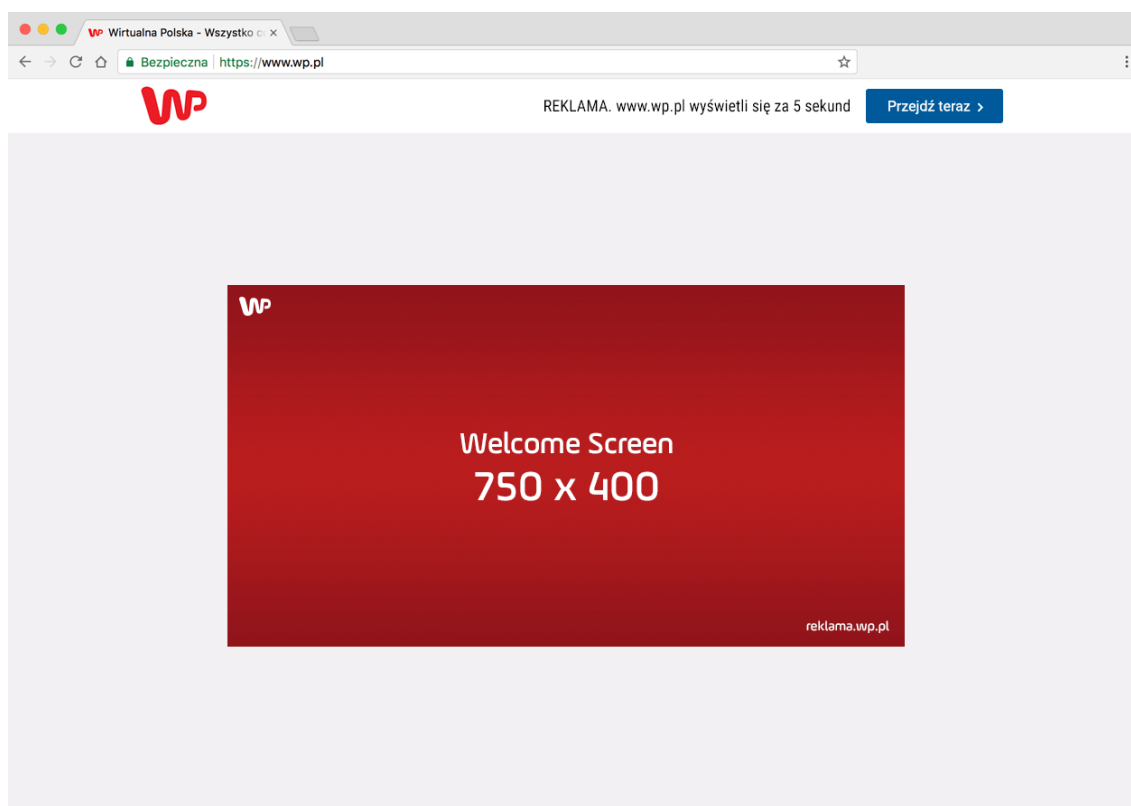 WP Wirtualna Polska - Wszystko c
Bezpieczna https://www.wp.pl
WP REKLAMA. www.wp.pl wyświetli się za 5 sekund Przejdź teraz >
WP
Welcome Screen
750 x 400
reklama.wp.pl